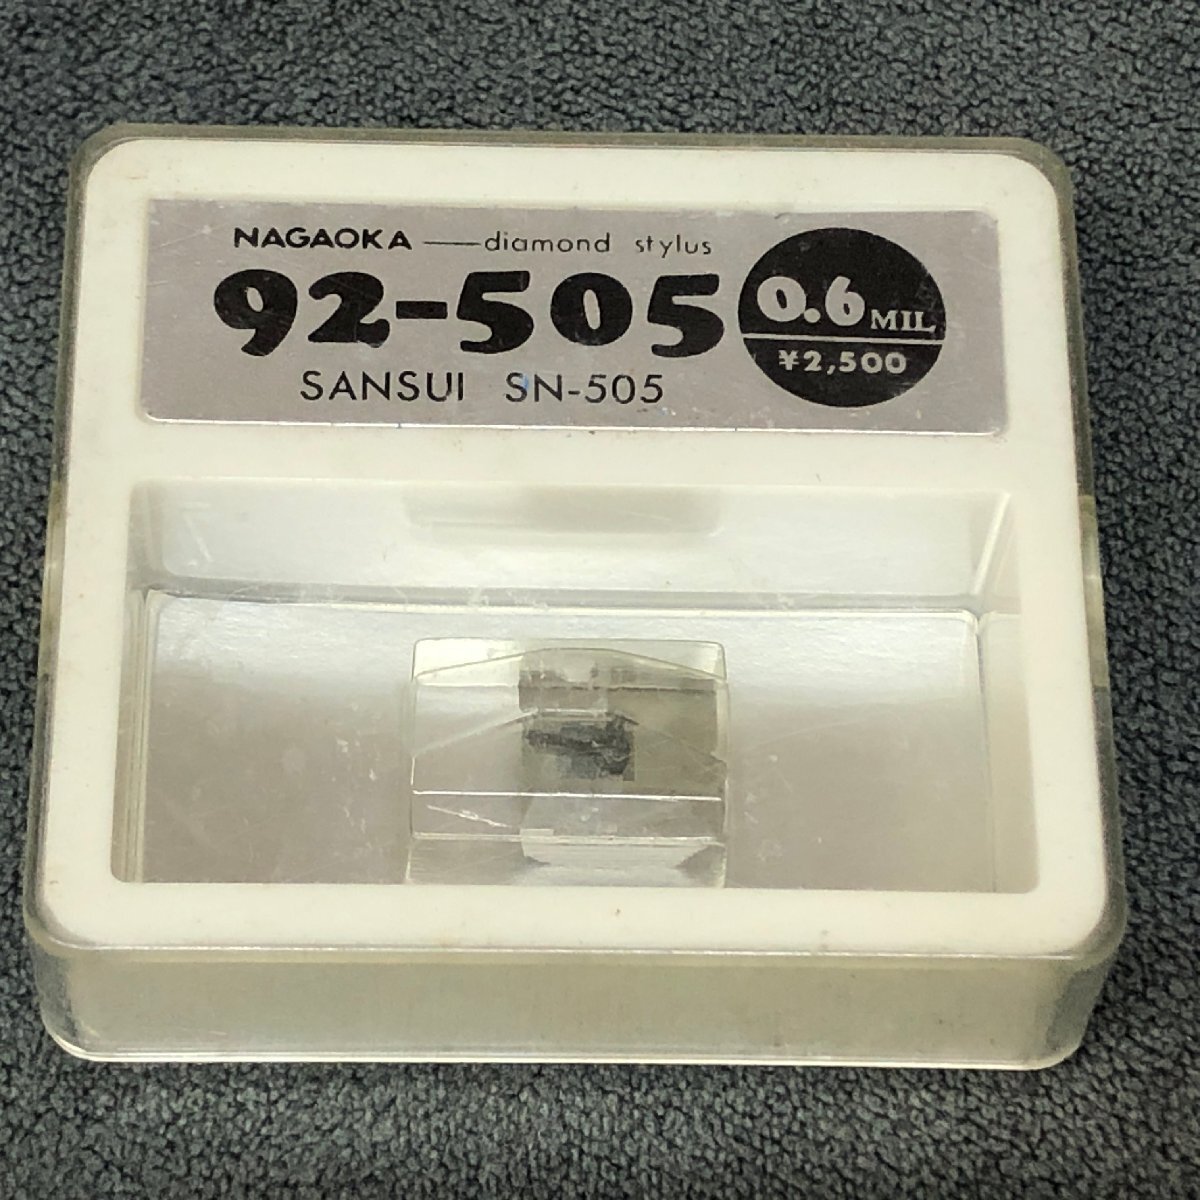 NAGAOKA — diamond stylus
92-505
SANSUI SN-505
0.6 MIL
¥2,500